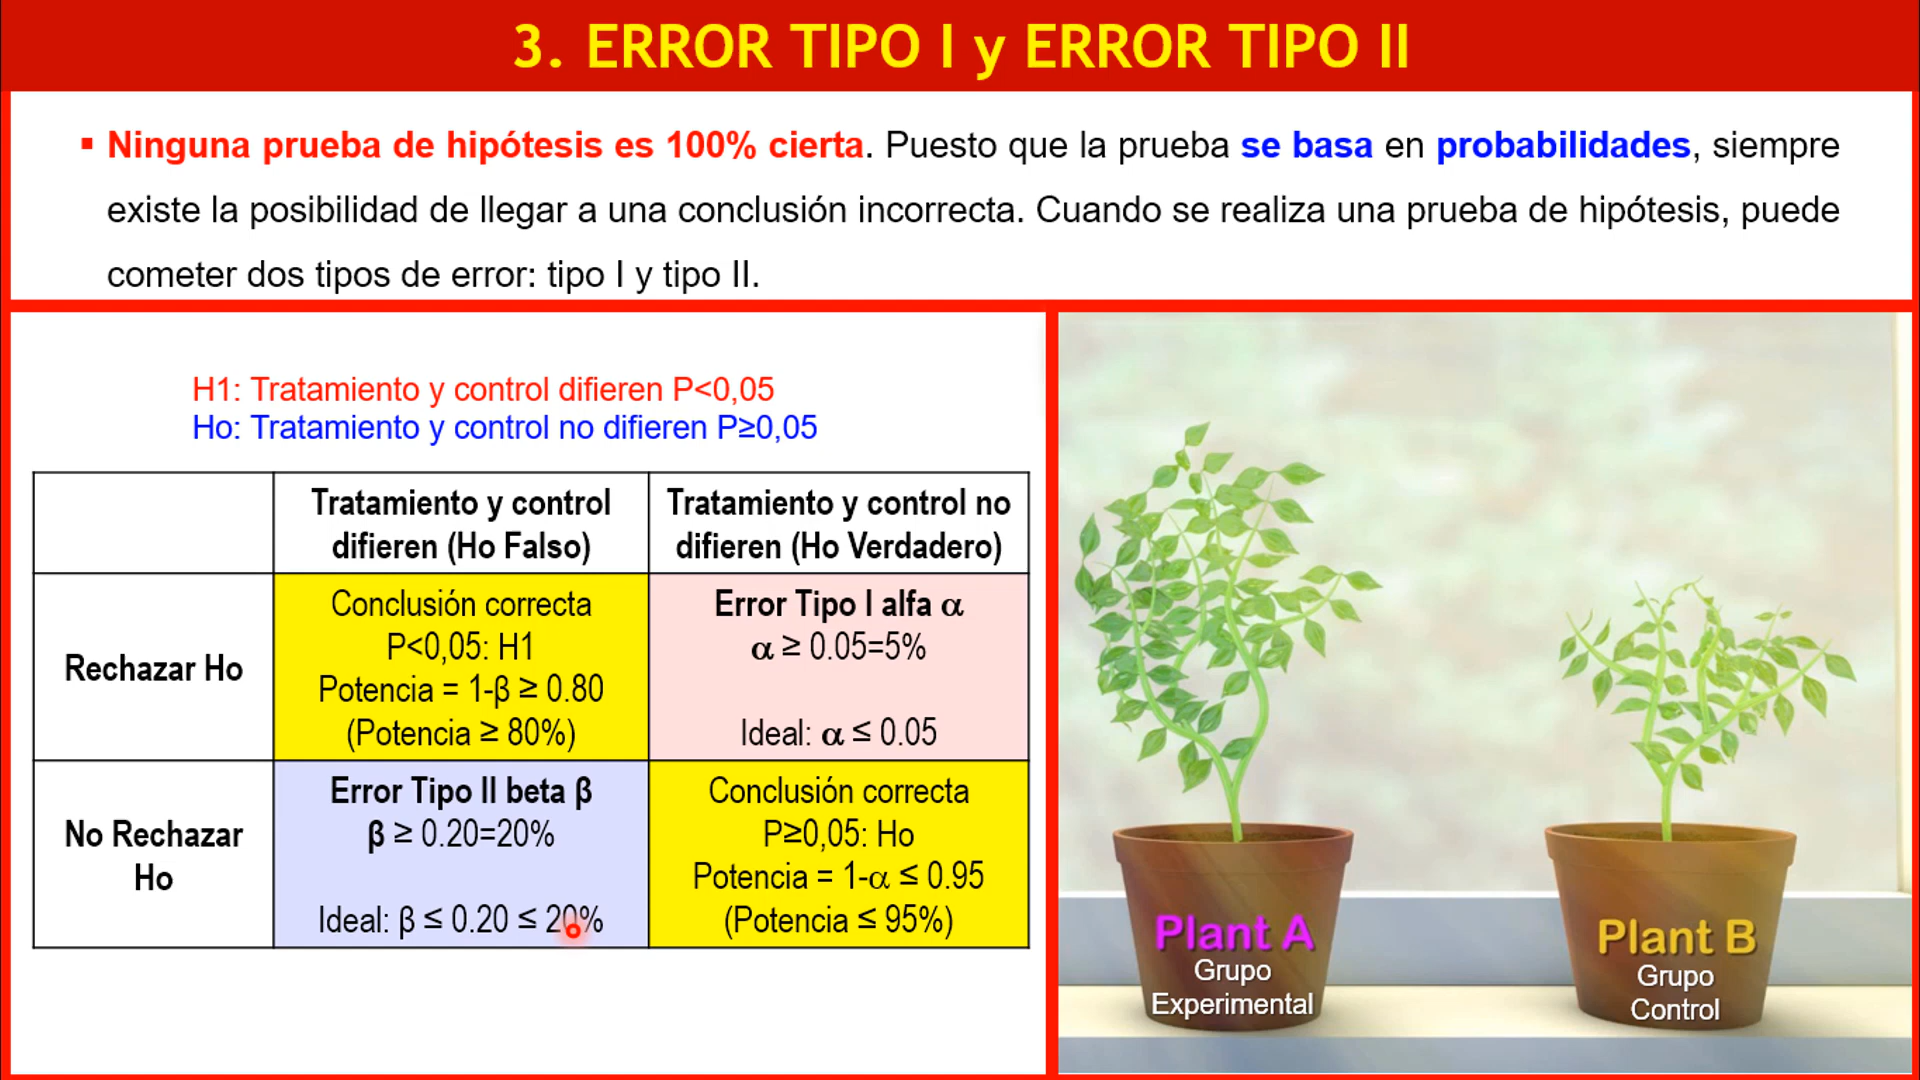 3. ERROR TIPO I y ERROR TIPO II
▪ Ninguna prueba de hipótesis es 100% cierta. Puesto que la prueba se basa en probabilidades, siempre
existe la posibilidad de llegar a una conclusión incorrecta. Cuando se realiza una prueba de hipótesis, puede
cometer dos tipos de error: tipo I y tipo II.
H1: Tratamiento y control difieren P<0,05
Ho: Tratamiento y control no difieren P≥0,05
Tratamiento y control
difieren (Ho Falso)
Tratamiento y control no
difieren (Ho Verdadero)
Rechazar Ho
Conclusión correcta
P<0,05: H1
Potencia = 1-β ≥ 0.80
(Potencia ≥ 80%)
Error Tipo I alfa α
α ≥ 0.05=5%
Ideal: α ≤ 0.05
No Rechazar
Ho
Error Tipo II beta β
β ≥ 0.20=20%
Ideal: β ≤ 0.20 ≤ 20%
Conclusión correcta
P≥0,05: Ho
Potencia = 1-α ≤ 0.95
(Potencia ≤ 95%)
Plant A
Grupo
Experimental
Plant B
Grupo
Control